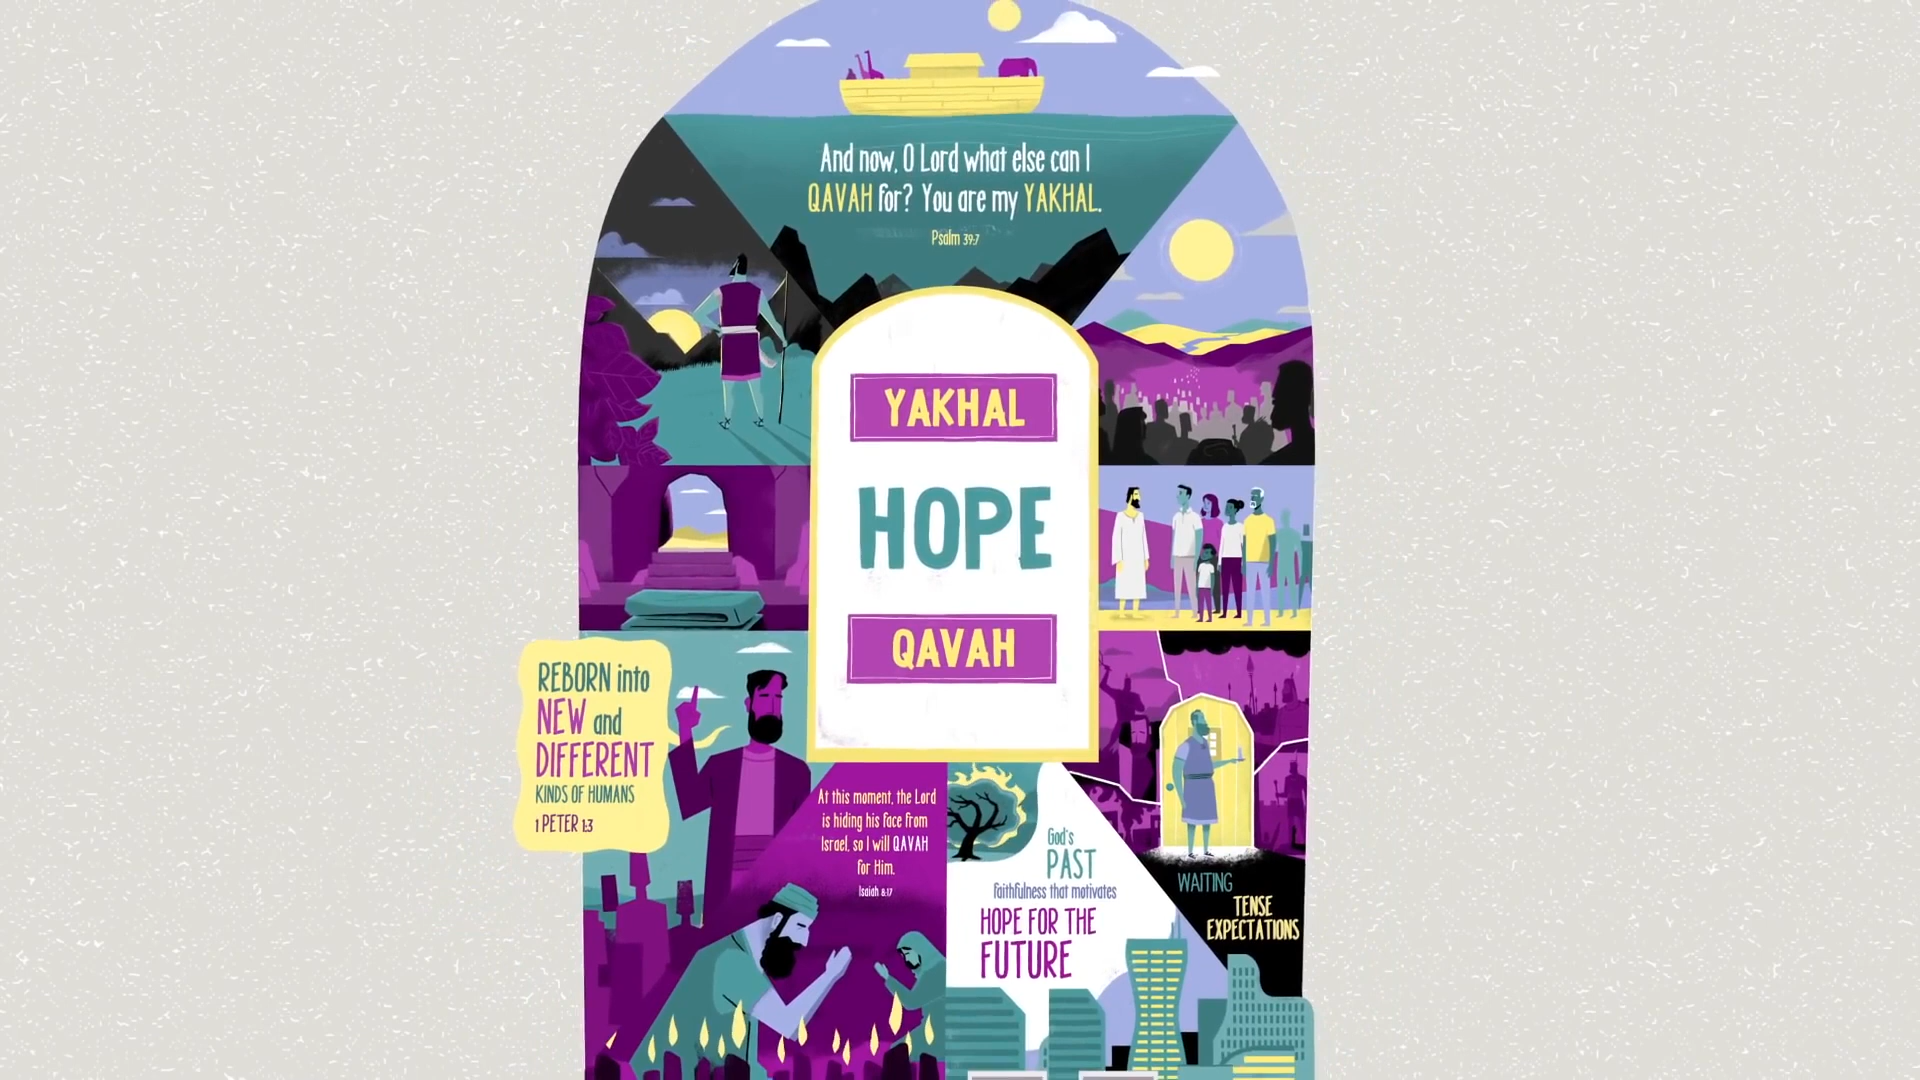 And now, O Lord what else can I
QAVAH for? You are my YAKHAL.
Psalm 39:7
YAKHAL
HOPE
QAVAH
REBORN into
NEW and
DIFFERENT
KINDS OF HUMANS
1 PETER 1:3
At this moment, the Lord
is hiding his face from
Israel, so I will QAVAH
for Him.
Isaiah 8:17
God's
PAST
faithfulness that motivates
HOPE FOR THE
FUTURE
WAITING
TENSE
EXPECTATIONS